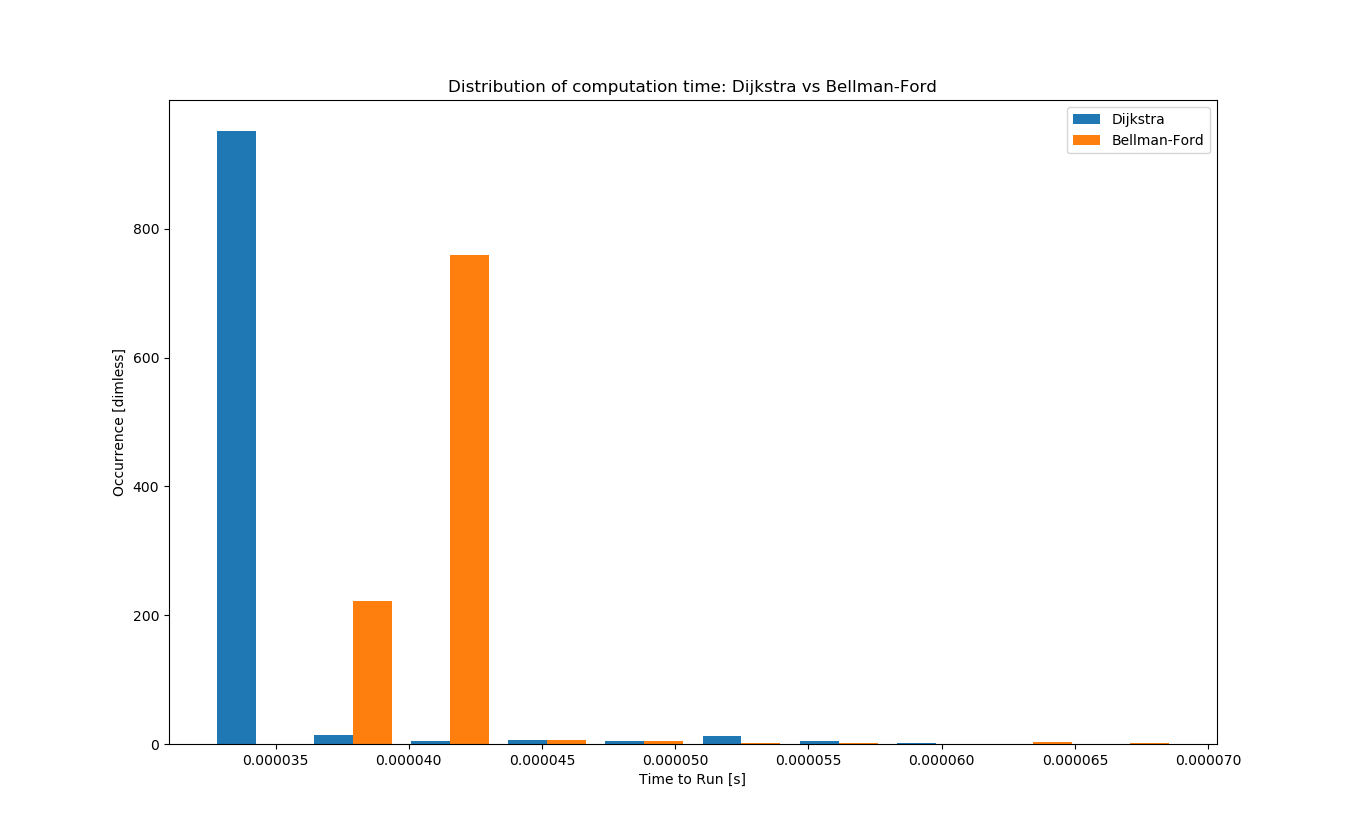 Distribution of computation time: Dijkstra vs Bellman-Ford
Dijkstra
Bellman-Ford
800
600
400
200
0
Occurrence [dimless]
0.000035 0.000040 0.000045 0.000050 0.000055 0.000060 0.000065 0.000070
Time to Run [s]